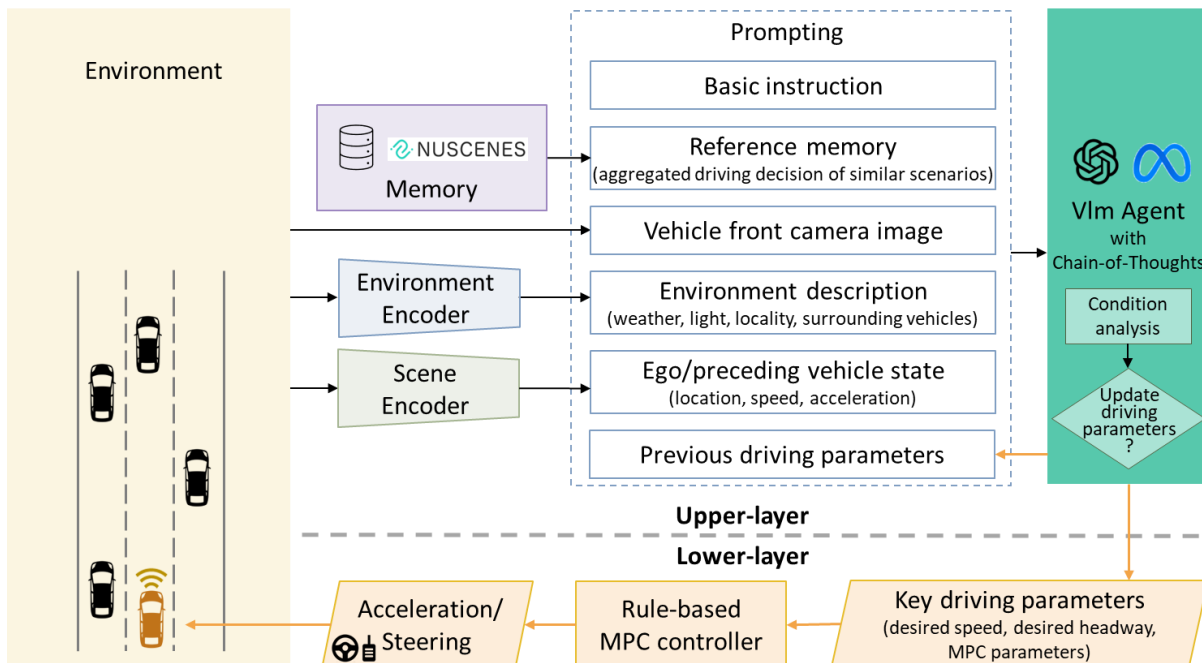 Environment
NUSCENES
Memory
Environment
Encoder
Scene
Encoder
Prompting
Basic instruction
Reference memory
(aggregated driving decision of similar scenarios)
Vehicle front camera image
Environment description
(weather, light, locality, surrounding vehicles)
Ego/preceding vehicle state
(location, speed, acceleration)
Previous driving parameters
Vlm Agent
with
Chain-of-Thoughts
Condition
analysis
Update
driving
parameters
?
Upper-layer
Lower-layer
Acceleration/
Steering
Rule-based
MPC controller
Key driving parameters
(desired speed, desired headway,
MPC parameters)